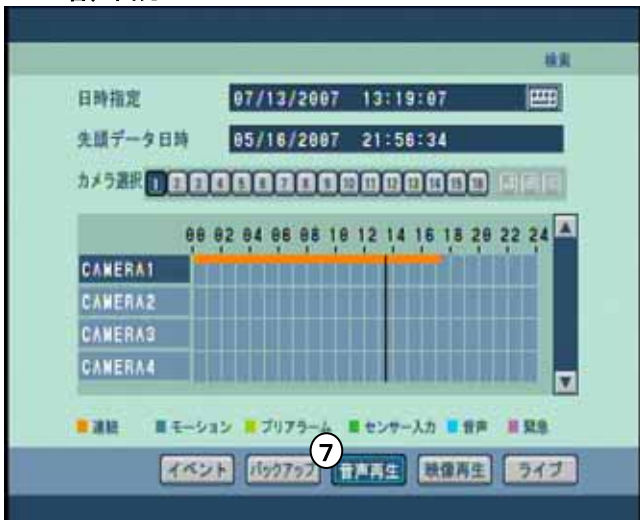 検索
日時指定 07/13/2007 13:19:07
先頭データ日時 05/16/2007 21:56:34
カメラ選択 1 2 3 4 5 6 7 8 9 10 11 12 13 14 15 16
00 02 04 06 08 10 12 14 16 18 20 22 24
CAMERA1
CAMERA2
CAMERA3
CAMERA4
連続 モーション プリアラーム センサー入力 音声 緊急
7
イベント バックアップ 音声再生 映像再生 ライブ